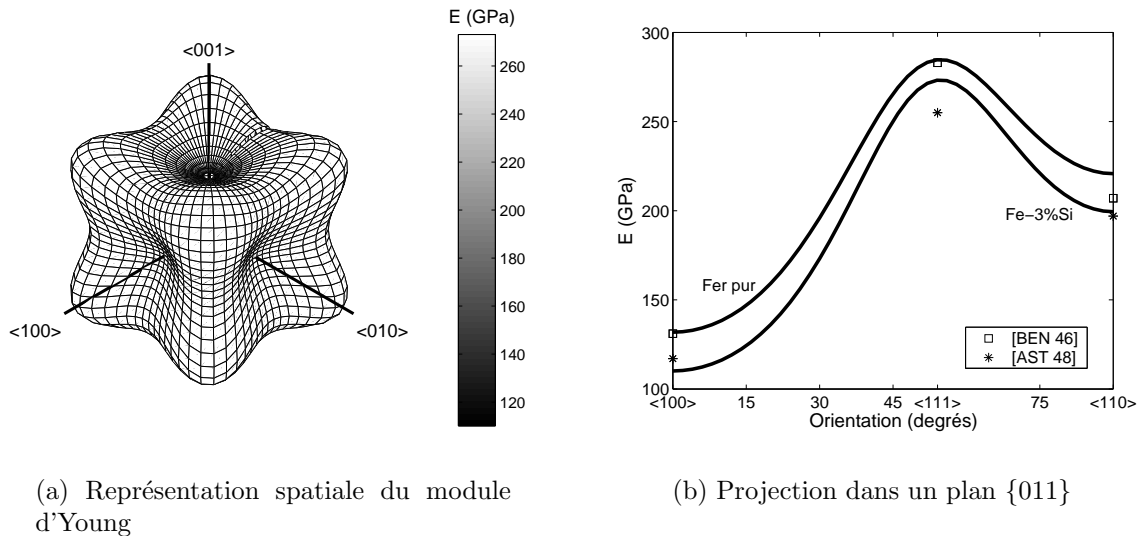 E (GPa)
<001>
<100>
<010>
260
240
220
200
180
160
140
120
(a) Représentation spatiale du module
d'Young
300
250
200
150
100
E (GPa)
Fer pur
Fe−3%Si
[BEN 46]
[AST 48]
<100>
15
30
45
<111>
75
<110>
Orientation (degrés)
(b) Projection dans un plan {011}